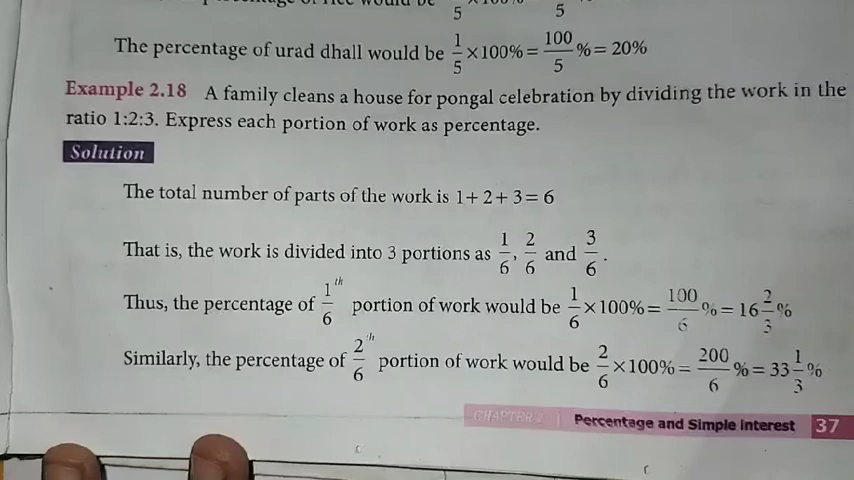 5 5
The percentage of urad dhall would be 1/5 ×100% = 100/5 % = 20%
Example 2.18 A family cleans a house for pongal celebration by dividing the work in the
ratio 1:2:3. Express each portion of work as percentage.
Solution
The total number of parts of the work is 1+ 2 + 3 = 6
That is, the work is divided into 3 portions as 1/6, 2/6 and 3/6.
Thus, the percentage of 1/6 th portion of work would be 1/6 ×100% = 100/6 % = 16 2/3 %
Similarly, the percentage of 2/6 th portion of work would be 2/6 ×100% = 200/6 % = 33 1/3 %
CHAPTER 2 | Percentage and Simple Interest 37